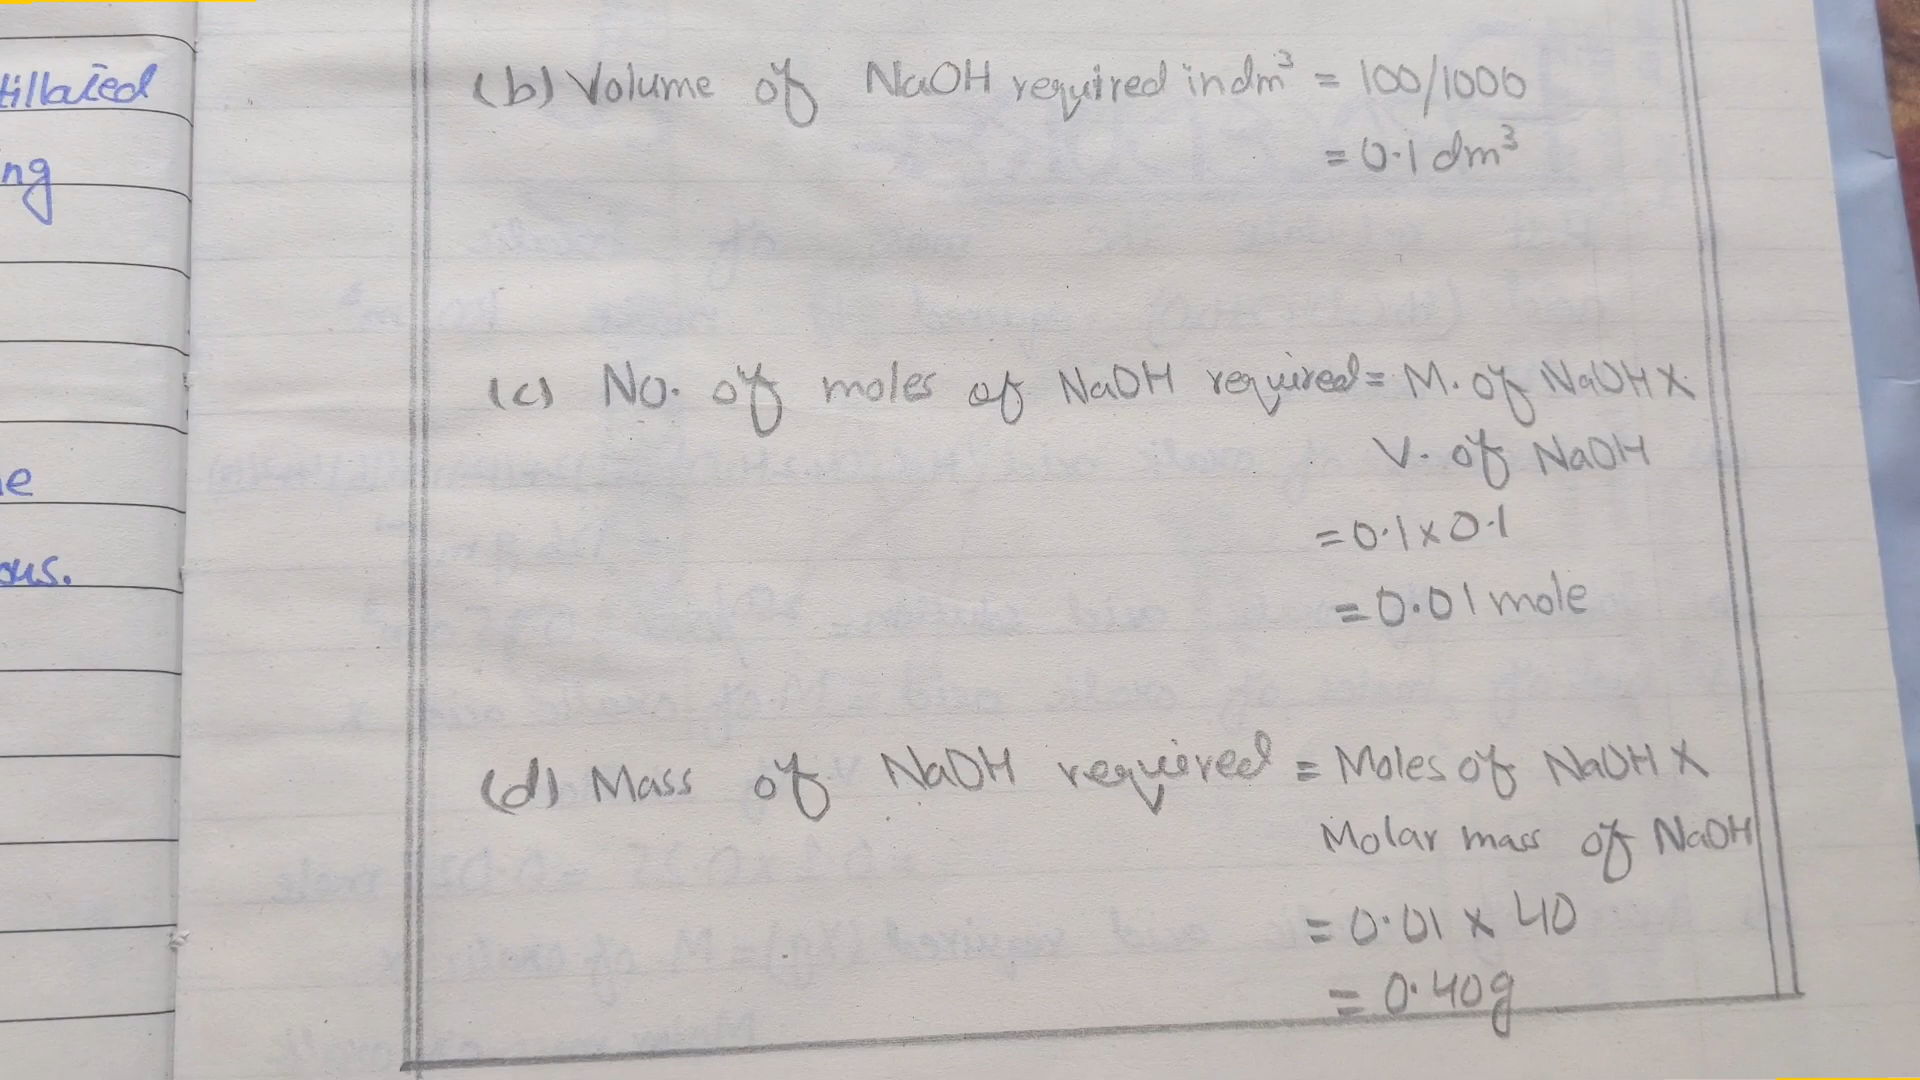 tillated
ng
e
ous.
(b) Volume of NaOH required in dm³ = 100/1000
= 0.1 dm³
(c) No. of moles of NaOH required = M. of NaOH X
V. of NaOH
= 0.1 x 0.1
= 0.01 mole
(d) Mass of NaOH required = Moles of NaOH X
Molar mass of NaOH
= 0.01 x 40
= 0.40g